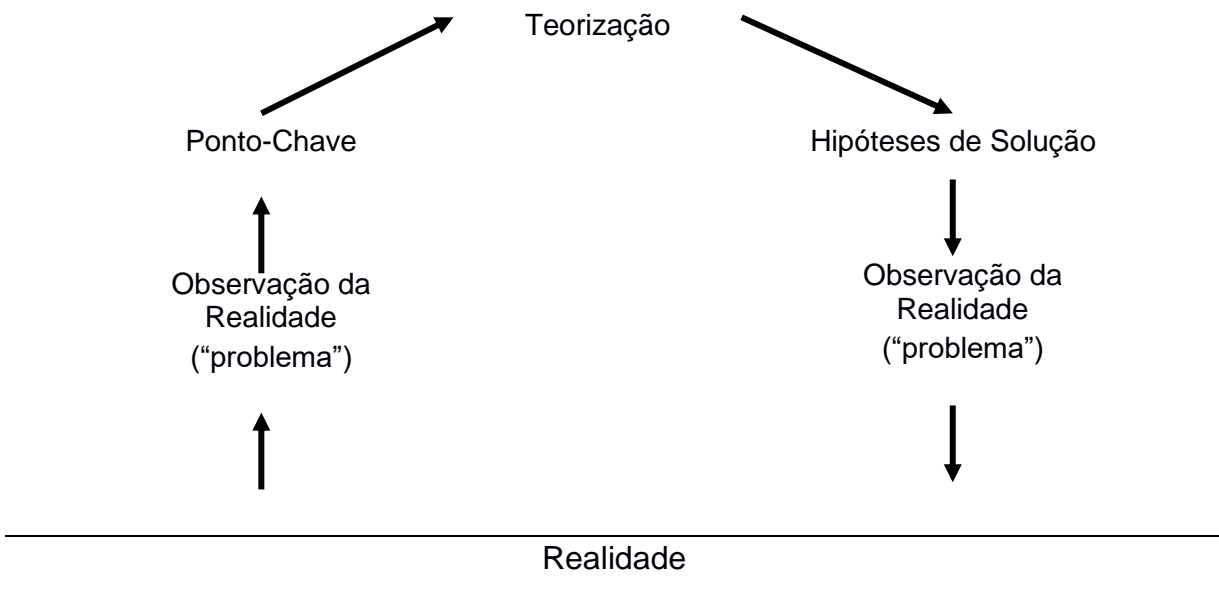 Teorização
Ponto-Chave
Hipóteses de Solução
Observação da
Realidade
(“problema”)
Observação da
Realidade
(“problema”)
Realidade